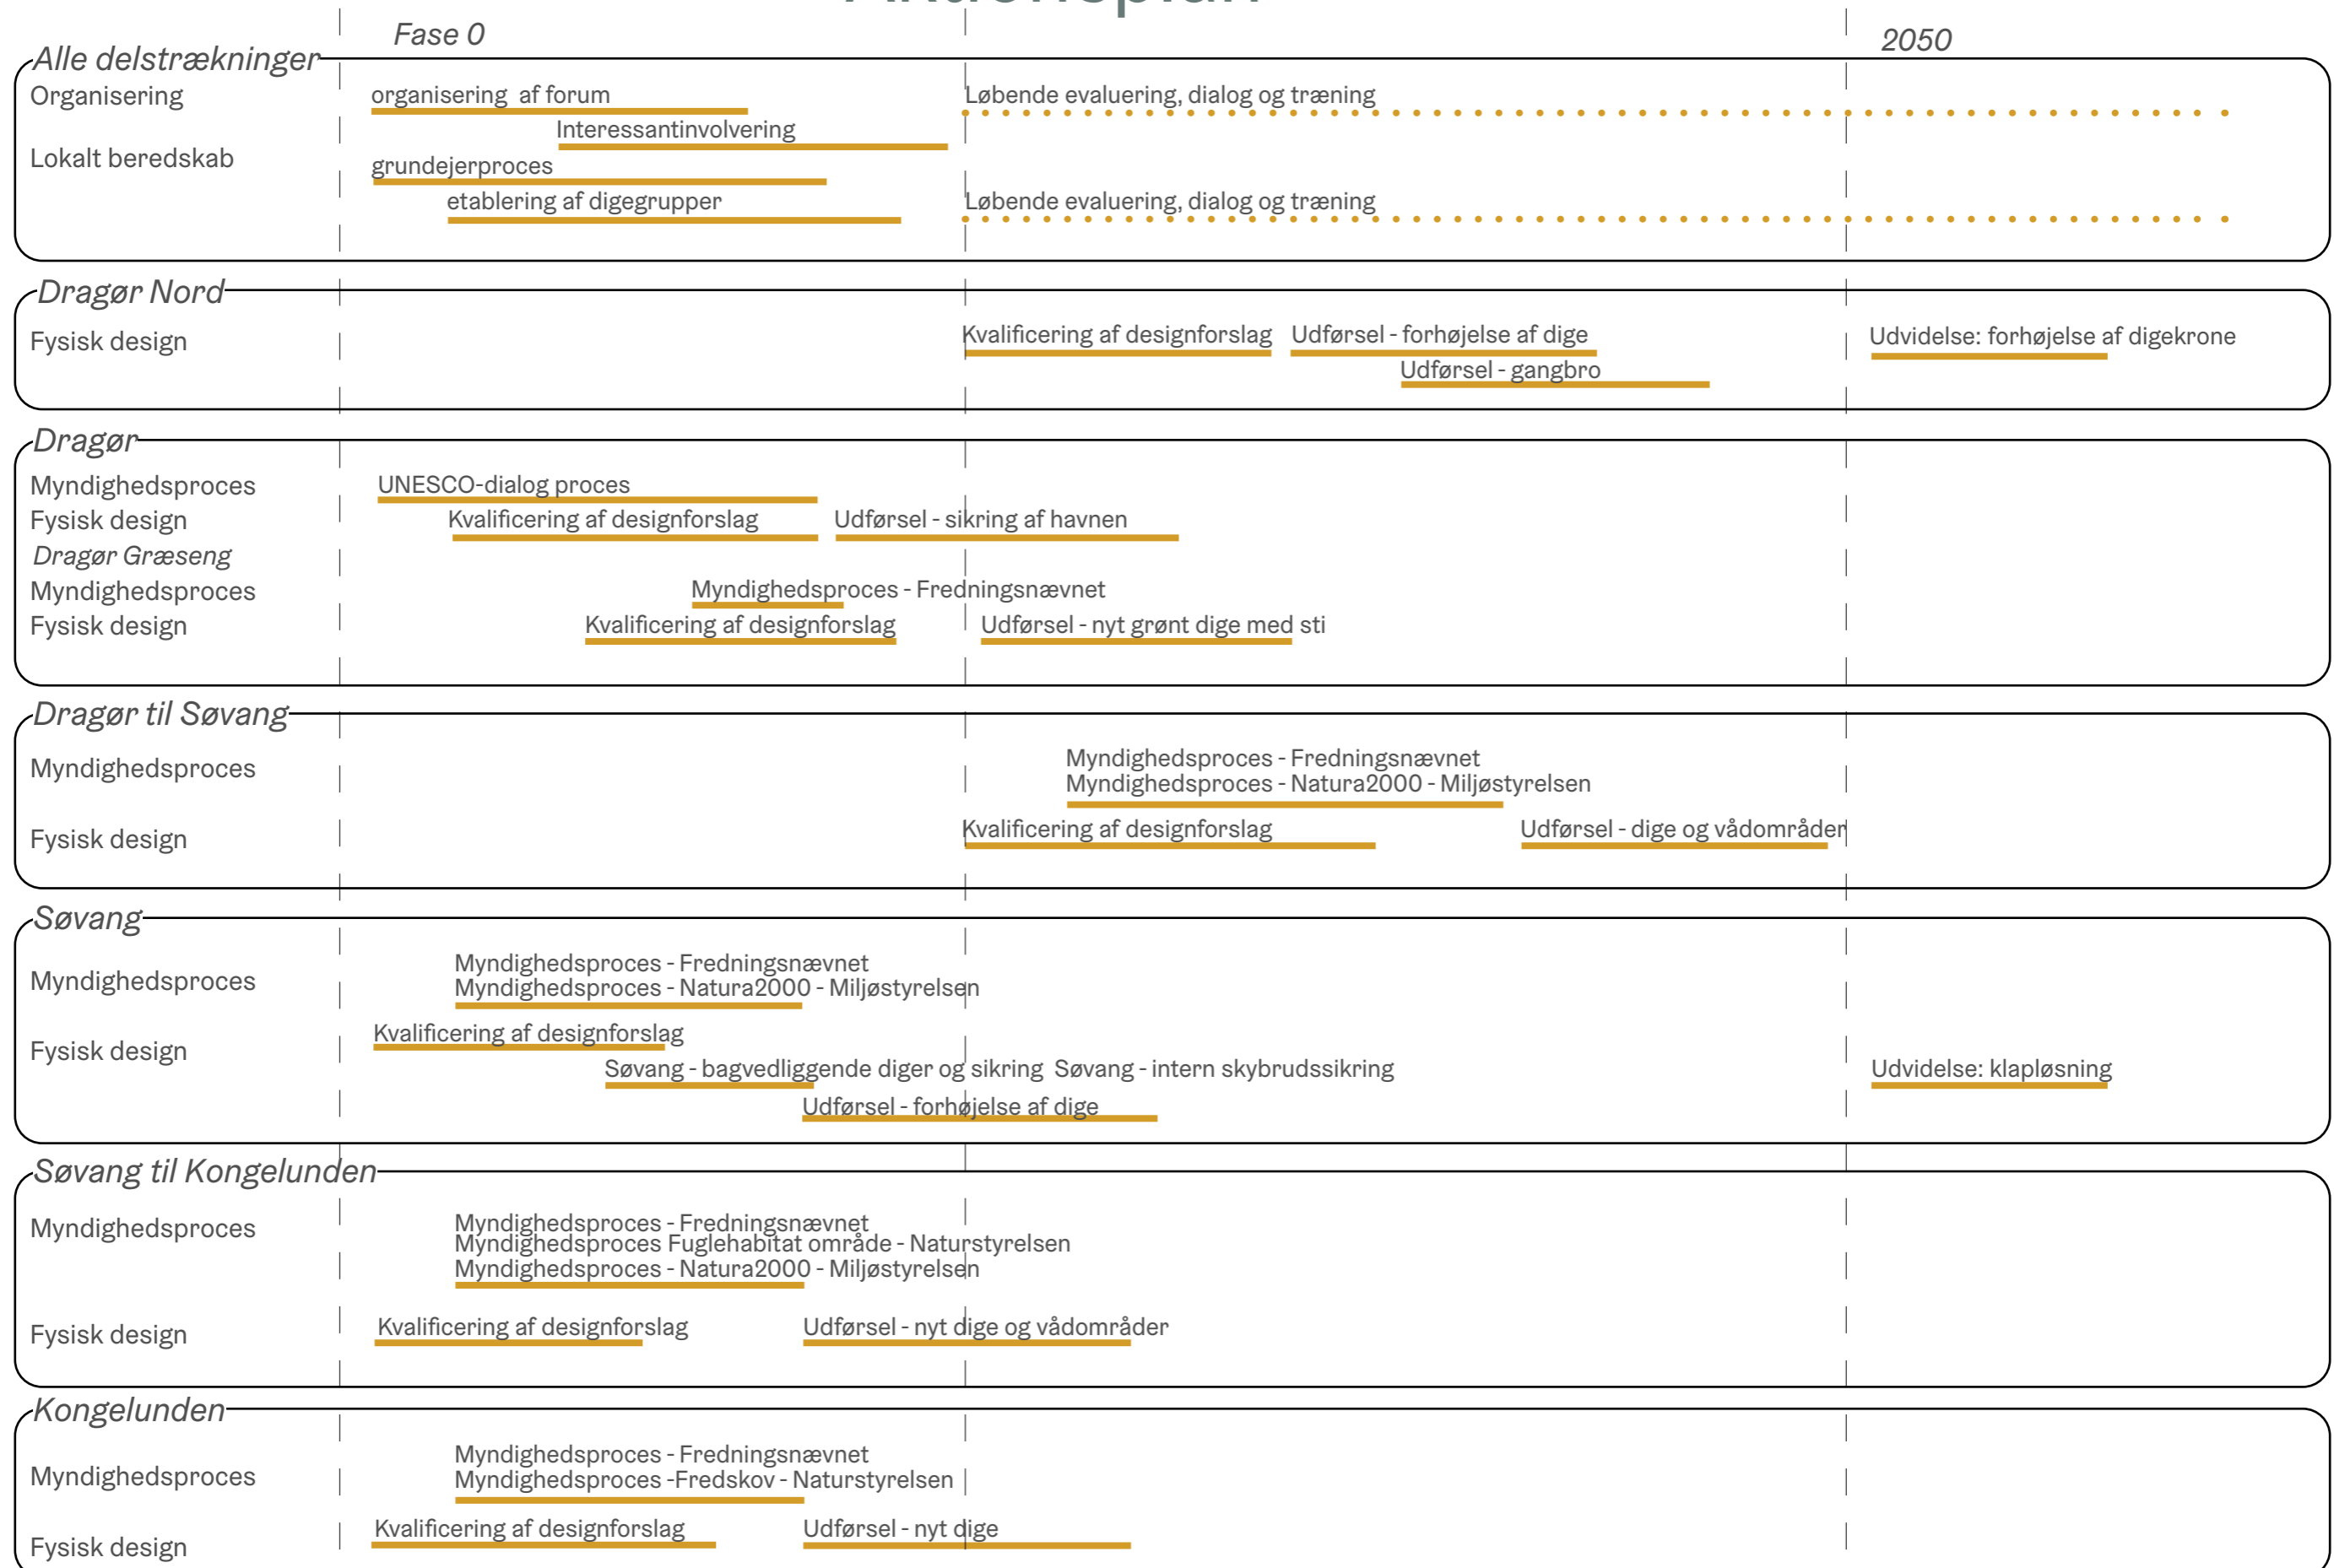 Aktionsplan
Fase 0
2050
Alle delstrækninger
Organisering
organisering af forum
Løbende evaluering, dialog og træning
Interessantinvolvering
Lokalt beredskab
grundejerproces
etablering af digegrupper
Løbende evaluering, dialog og træning
Dragør Nord
Fysisk design
Kvalificering af designforslag
Udførsel - forhøjelse af dige
Udvidelse: forhøjelse af digekrone
Udførsel - gangbro
Dragør
Myndighedsproces
UNESCO-dialog proces
Fysisk design
Kvalificering af designforslag
Udførsel - sikring af havnen
Dragør Græseng
Myndighedsproces
Myndighedsproces - Fredningsnævnet
Fysisk design
Kvalificering af designforslag
Udførsel - nyt grønt dige med sti
Dragør til Søvang
Myndighedsproces
Myndighedsproces - Fredningsnævnet
Myndighedsproces - Natura2000 - Miljøstyrelsen
Fysisk design
Kvalificering af designforslag
Udførsel - dige og vådområder
Søvang
Myndighedsproces
Myndighedsproces - Fredningsnævnet
Myndighedsproces - Natura2000 - Miljøstyrelsen
Fysisk design
Kvalificering af designforslag
Søvang - bagvedliggende diger og sikring
Søvang - intern skybrudssikring
Udvidelse: klapløsning
Udførsel - forhøjelse af dige
Søvang til Kongelunden
Myndighedsproces
Myndighedsproces - Fredningsnævnet
Myndighedsproces Fuglehabitat område - Naturstyrelsen
Myndighedsproces - Natura2000 - Miljøstyrelsen
Fysisk design
Kvalificering af designforslag
Udførsel - nyt dige og vådområder
Kongelunden
Myndighedsproces
Myndighedsproces - Fredningsnævnet
Myndighedsproces -Fredskov - Naturstyrelsen
Fysisk design
Kvalificering af designforslag
Udførsel - nyt dige